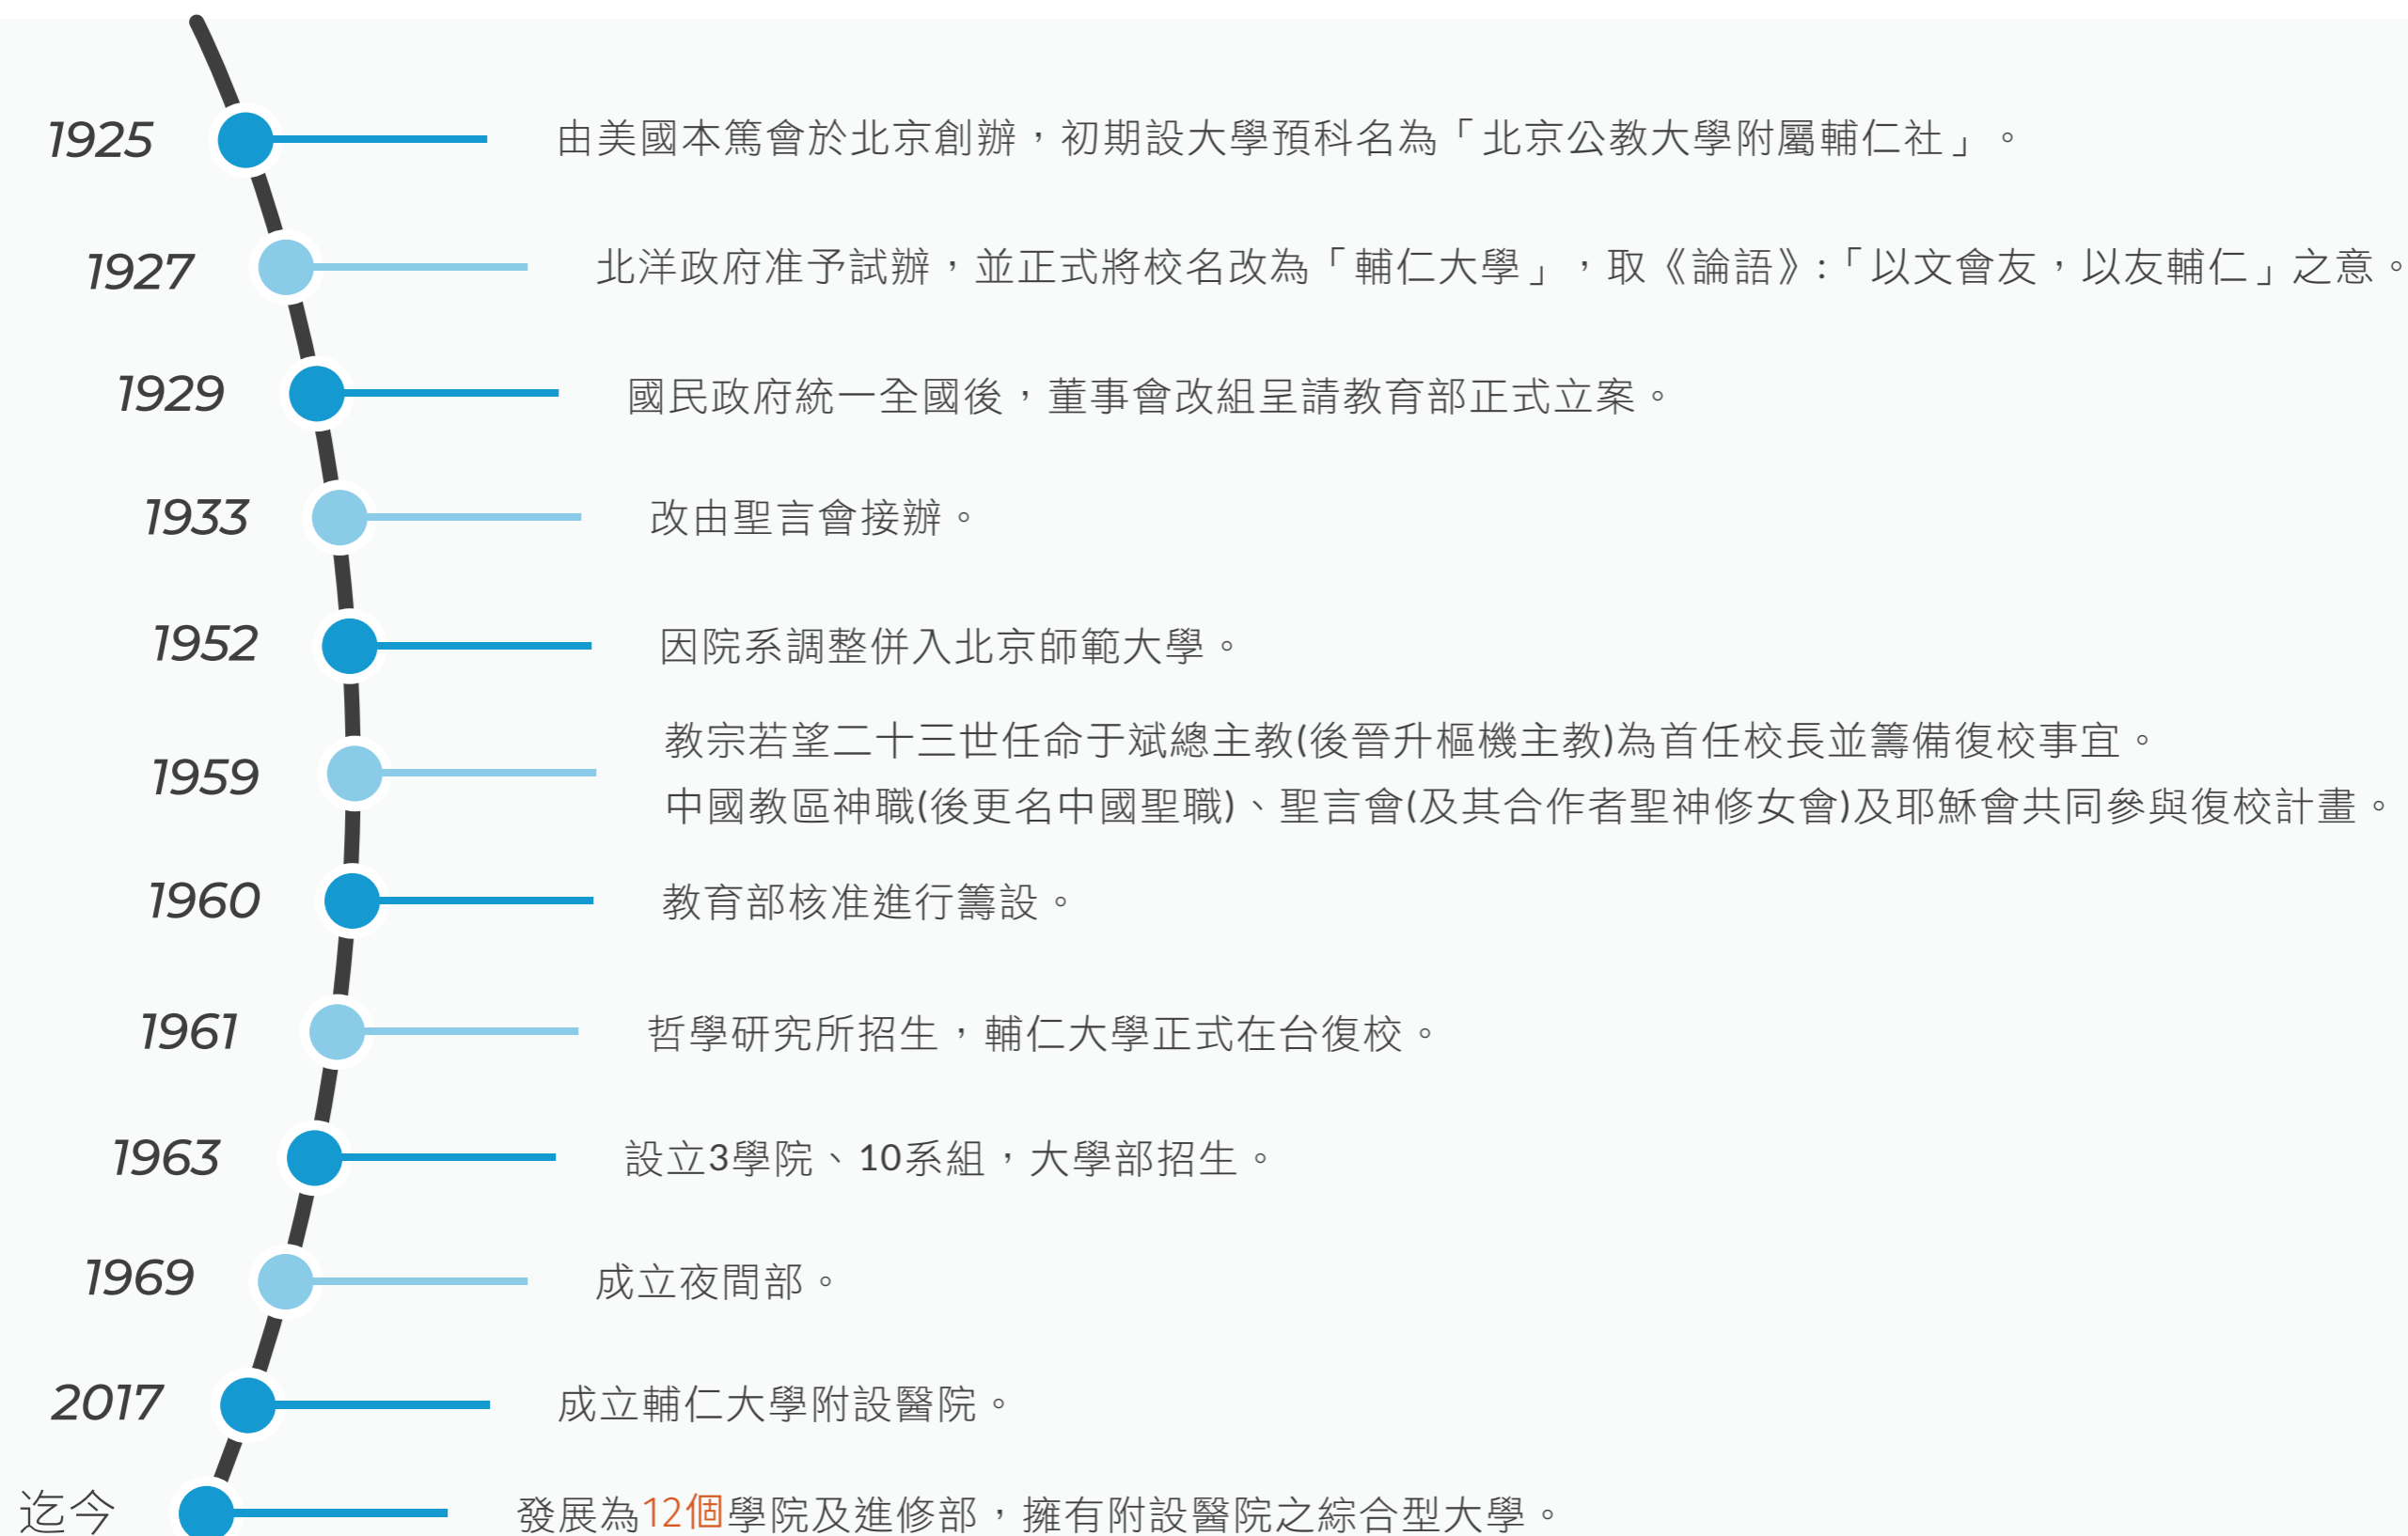 1925 由美國本篤會於北京創辦，初期設大學預科名為「北京公教大學附屬輔仁社」。
1927 北洋政府准予試辦，並正式將校名改為「輔仁大學」，取《論語》:「以文會友，以友輔仁」之意。
1929 國民政府統一全國後，董事會改組呈請教育部正式立案。
1933 改由聖言會接辦。
1952 因院系調整併入北京師範大學。
1959 教宗若望二十三世任命于斌總主教(後晉升樞機主教)為首任校長並籌備復校事宜。
中國教區神職(後更名中國聖職)、聖言會(及其合作者聖神修女會)及耶穌會共同參與復校計畫。
1960 教育部核准進行籌設。
1961 哲學研究所招生，輔仁大學正式在台復校。
1963 設立3學院、10系組，大學部招生。
1969 成立夜間部。
2017 成立輔仁大學附設醫院。
迄今 發展為12個學院及進修部，擁有附設醫院之綜合型大學。